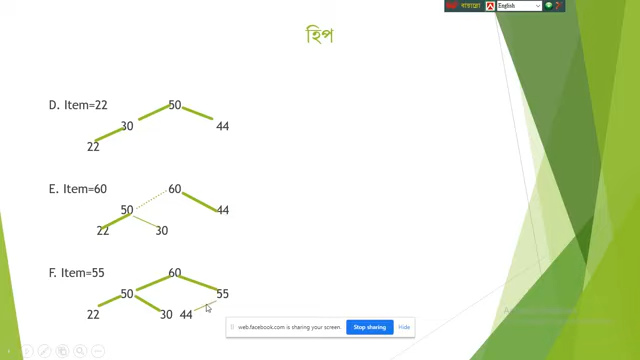 English
হিপ
D. Item=22
50
30 44
22
E. Item=60
60
50 44
22 30
F. Item=55
60
50 55
22 30 44
web.facebook.com is sharing your screen. Stop sharing Hide